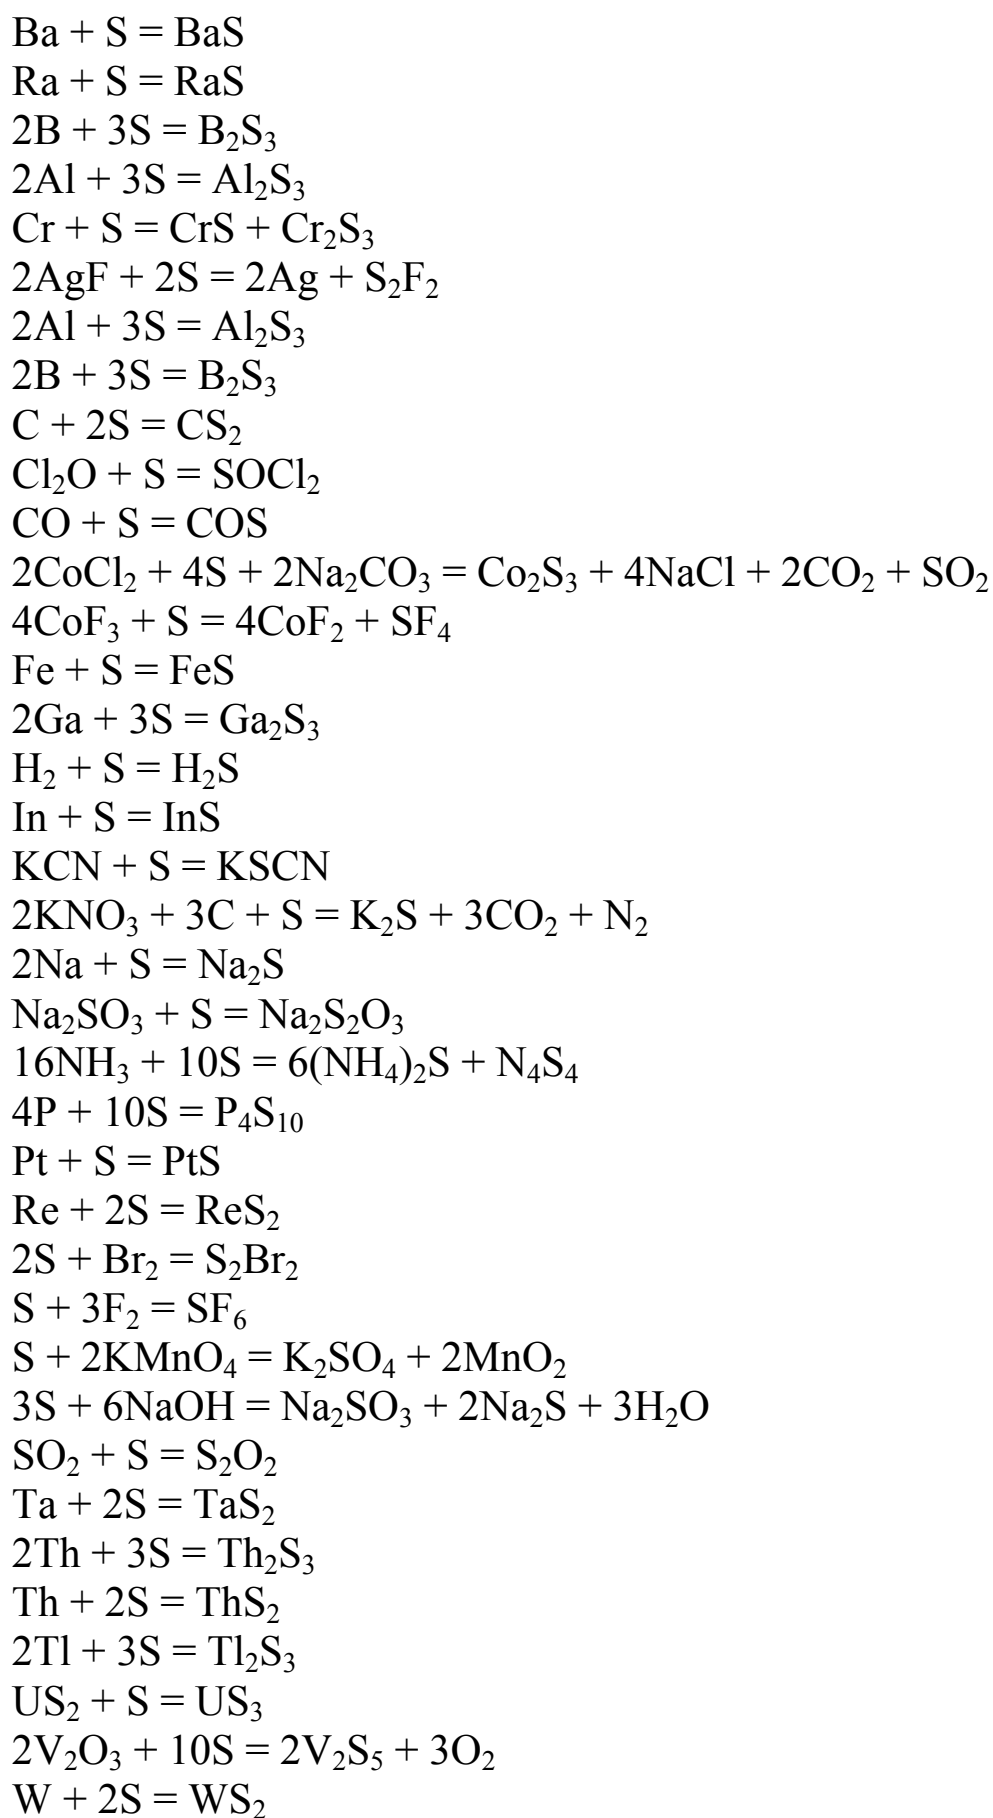 Ba + S = BaS
Ra + S = RaS
2B + 3S = B₂S₃
2Al + 3S = Al₂S₃
Cr + S = CrS + Cr₂S₃
2AgF + 2S = 2Ag + S₂F₂
2Al + 3S = Al₂S₃
2B + 3S = B₂S₃
C + 2S = CS₂
Cl₂O + S = SOCl₂
CO + S = COS
2CoCl₂ + 4S + 2Na₂CO₃ = Co₂S₃ + 4NaCl + 2CO₂ + SO₂
4CoF₃ + S = 4CoF₂ + SF₄
Fe + S = FeS
2Ga + 3S = Ga₂S₃
H₂ + S = H₂S
In + S = InS
KCN + S = KSCN
2KNO₃ + 3C + S = K₂S + 3CO₂ + N₂
2Na + S = Na₂S
Na₂SO₃ + S = Na₂S₂O₃
16NH₃ + 10S = 6(NH₄)₂S + N₄S₄
4P + 10S = P₄S₁₀
Pt + S = PtS
Re + 2S = ReS₂
2S + Br₂ = S₂Br₂
S + 3F₂ = SF₆
S + 2KMnO₄ = K₂SO₄ + 2MnO₂
3S + 6NaOH = Na₂SO₃ + 2Na₂S + 3H₂O
SO₂ + S = S₂O₂
Ta + 2S = TaS₂
2Th + 3S = Th₂S₃
Th + 2S = ThS₂
2Tl + 3S = Tl₂S₃
US₂ + S = US₃
2V₂O₃ + 10S = 2V₂S₅ + 3O₂
W + 2S = WS₂